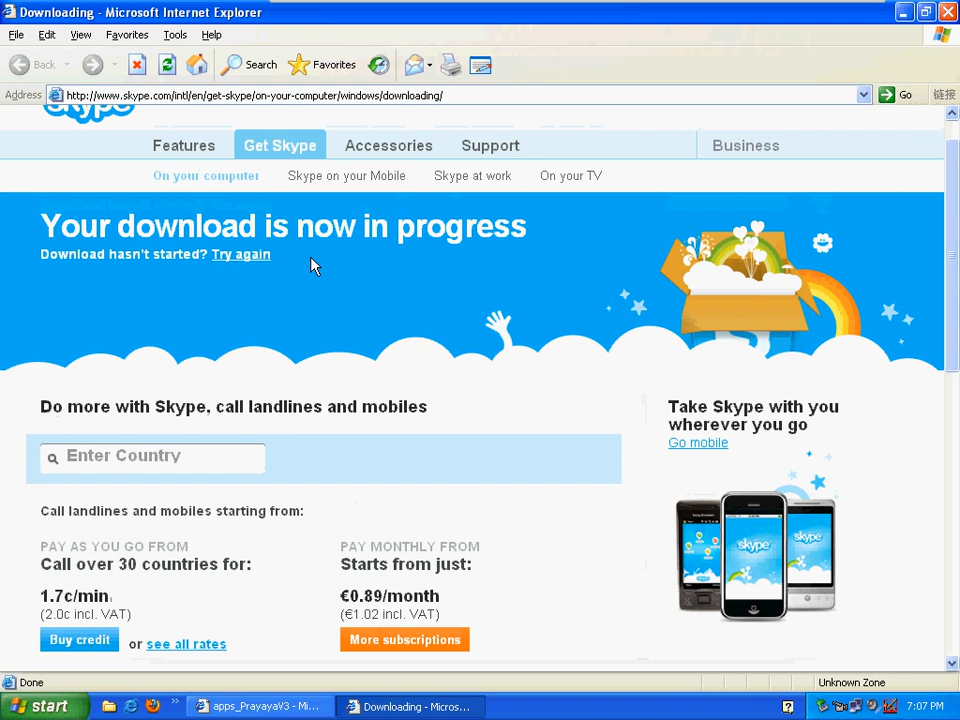 Downloading - Microsoft Internet Explorer
File Edit View Favorites Tools Help
Back Search Favorites
Address http://www.skype.com/intl/en/get-skype/on-your-computer/windows/downloading/ Go 链接
skype
Features Get Skype Accessories Support Business
On your computer Skype on your Mobile Skype at work On your TV
Your download is now in progress
Download hasn't started? Try again
Do more with Skype, call landlines and mobiles
Take Skype with you
wherever you go
Go mobile
Enter Country
Call landlines and mobiles starting from:
PAY AS YOU GO FROM
Call over 30 countries for:
1.7c/min
(2.0c incl. VAT)
Buy credit or see all rates
PAY MONTHLY FROM
Starts from just:
€0.89/month
(€1.02 incl. VAT)
More subscriptions
skype
skype
Done Unknown Zone
start apps_PrayayaV3 - Mi... Downloading - Micros... 7:07 PM